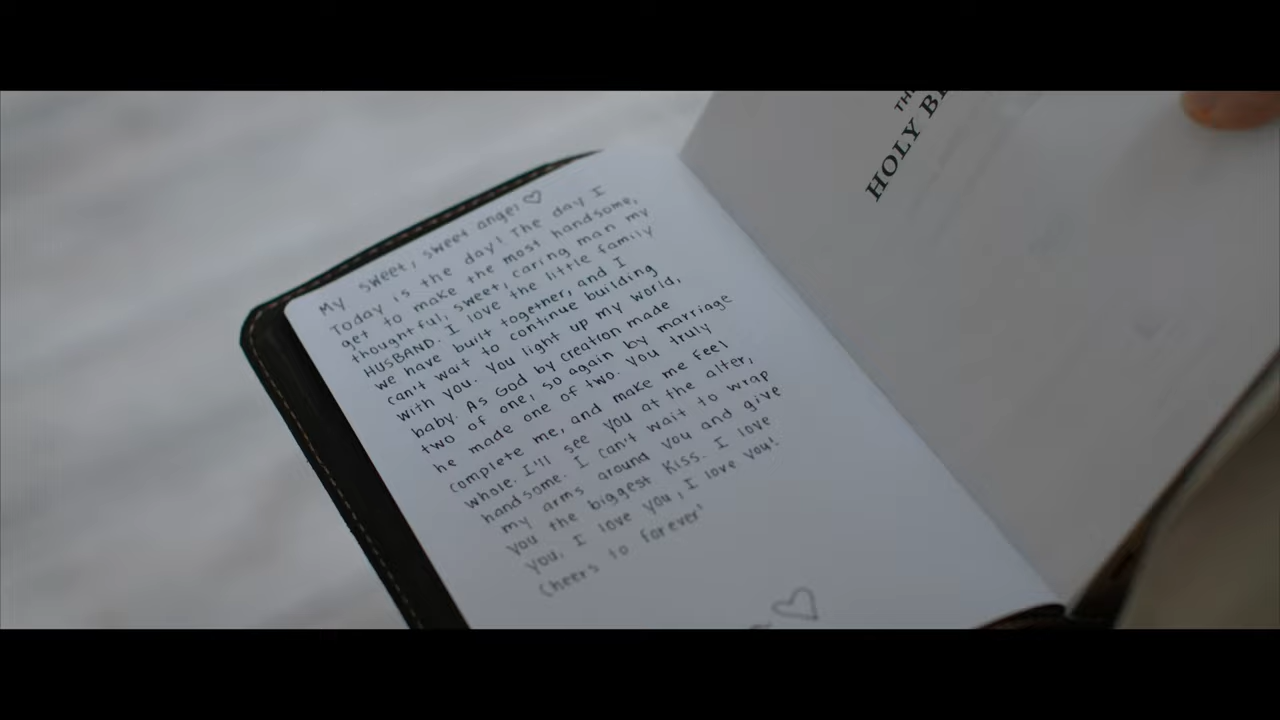 My sweet, sweet angel ♡
Today is the day! The day I
get to make the most handsome,
thoughtful, sweet, caring man my
HUSBAND. I love the little family
we have built together, and I
can't wait to continue building
with you. You light up my world,
baby. As God by creation made
two of one, so again by marriage
he made one of two. You truly
complete me, and make me feel
whole. I'll see you at the alter,
handsome. I can't wait to wrap
my arms around you and give
you the biggest kiss. I love
you, I love you, I love you!
Cheers to forever!
♡
HOLY